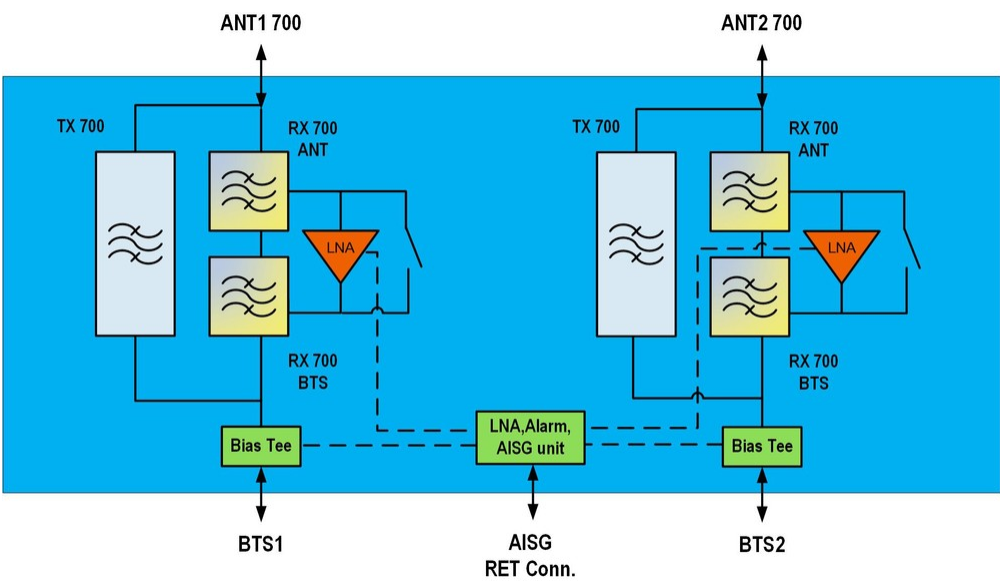 ANT1 700
ANT2 700
TX 700
RX 700
ANT
TX 700
RX 700
ANT
LNA
LNA
RX 700
BTS
RX 700
BTS
Bias Tee
LNA,Alarm,
AISG unit
Bias Tee
BTS1
AISG
RET Conn.
BTS2